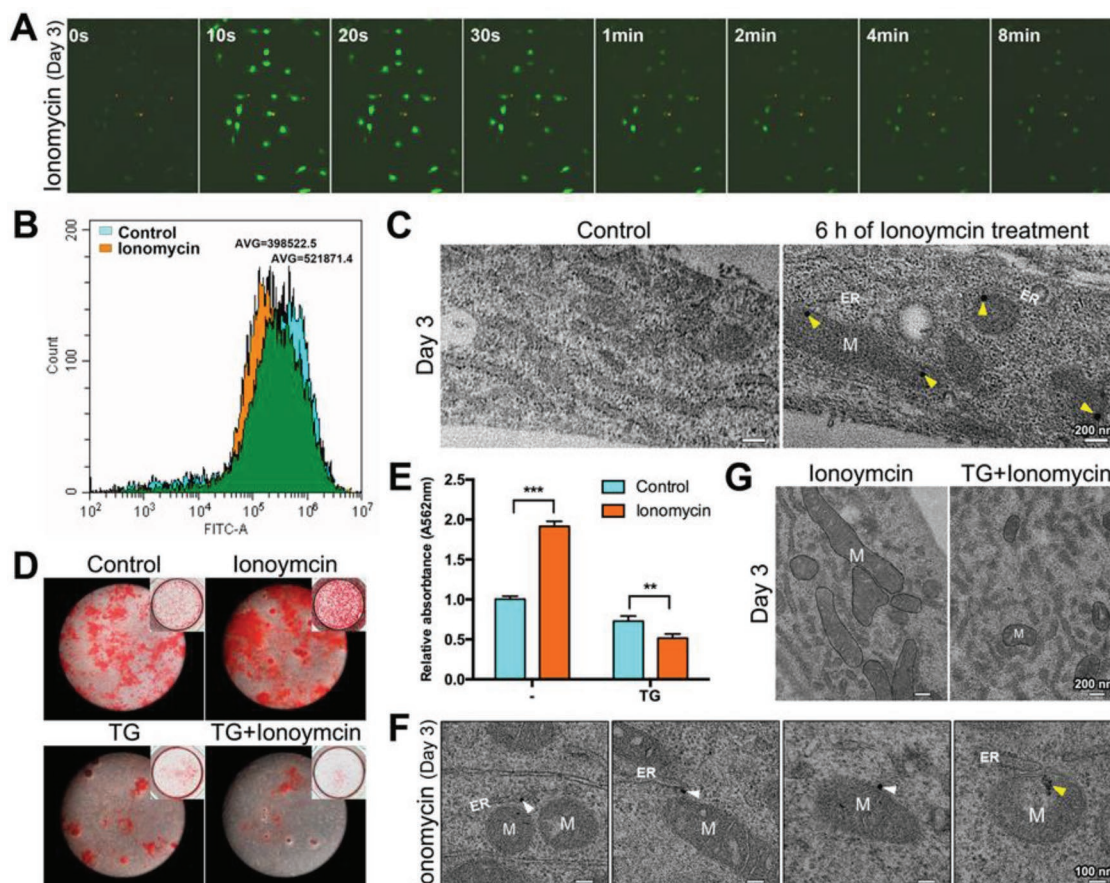 A
Ionomycin (Day 3)
0s
10s
20s
30s
1min
2min
4min
8min
B
Control
Ionomycin
AVG=398522.5
AVG=521871.4
200
100
0
Count
10² 10³ 10⁴ 10⁵ 10⁶ 10⁷
FITC-A
C
Control
6 h of Ionoymcin treatment
Day 3
ER
ER
M
200 nm
D
Control
Ionoymcin
TG
TG+Ionoymcin
E
Control
Ionomycin
***
**
Relative absorbtance (A562nm)
2.5
2.0
1.5
1.0
0.5
0.0
-
TG
G
Ionoymcin
TG+Ionomycin
Day 3
M
M
200 nm
F
Ionomycin (Day 3)
ER
M
M
ER
M
M
ER
M
100 nm